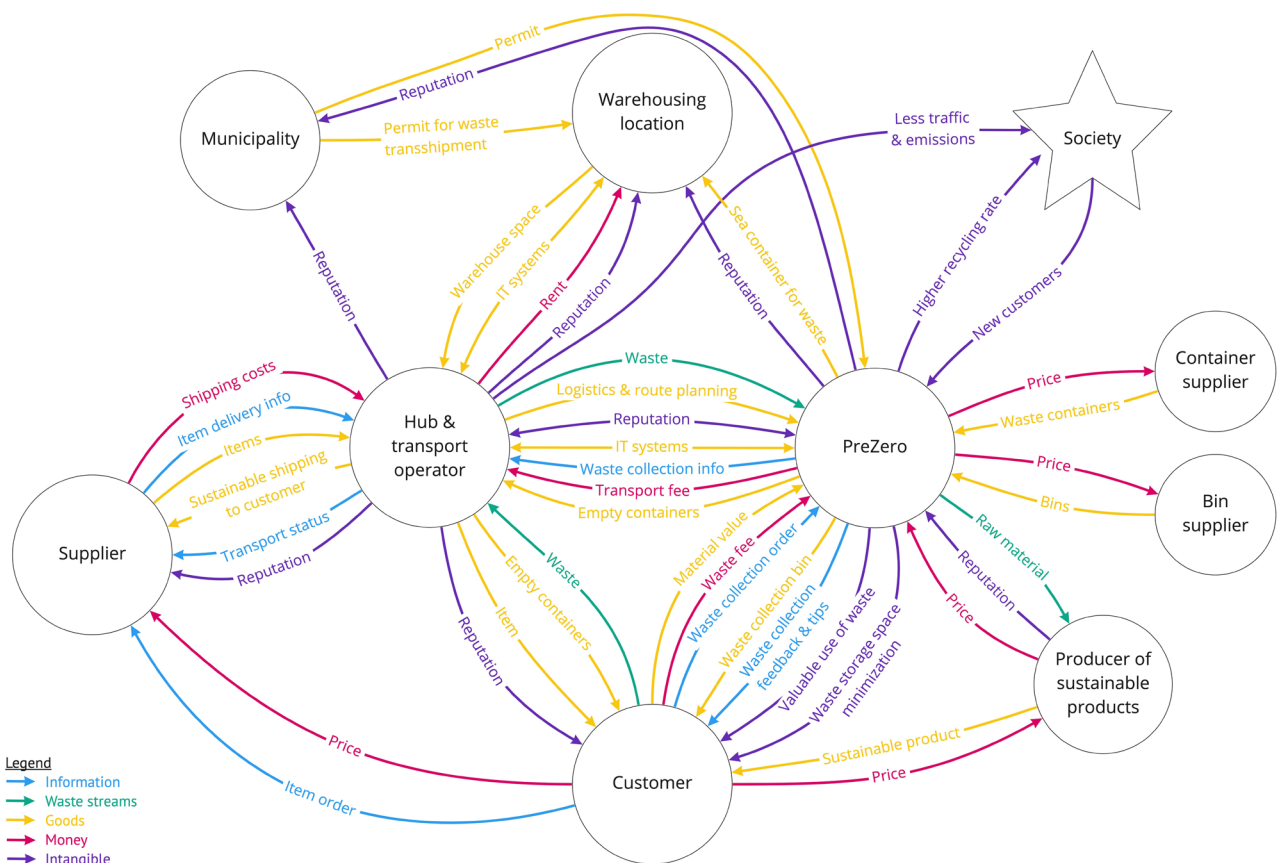 Permit
Reputation
Warehousing
location
Municipality
Permit for waste
transshipment
Less traffic
& emissions
Society
Warehouse space
IT systems
Rent
Reputation
Reputation
Sea container for waste
Higher recycling rate
New customers
Reputation
Container
supplier
Shipping costs
Item delivery info
Items
Sustainable shipping
to customer
Transport status
Reputation
Hub &
transport
operator
Waste
Logistics & route planning
Reputation
IT systems
Waste collection info
Transport fee
Empty containers
PreZero
Price
Waste containers
Price
Bins
Bin
supplier
Supplier
Raw material
Reputation
Price
Producer of
sustainable
products
Reputation
Item
Empty containers
Waste
Material value
Waste fee
Waste collection order
Waste collection bin
Waste collection
feedback & tips
Valuable use of waste
Waste storage space
minimization
Sustainable product
Price
Customer
Price
Item order
Legend
Information
Waste streams
Goods
Money
Intangible